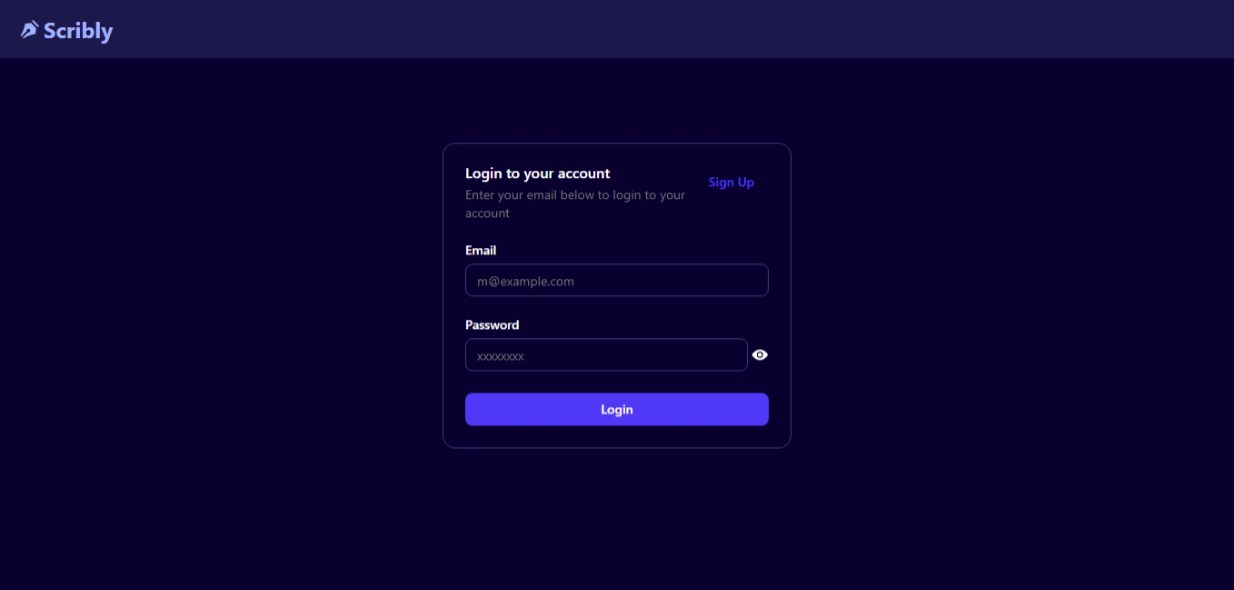 Scribly
Login to your account
Sign Up
Enter your email below to login to your
account
Email
m@example.com
Password
xxxxxxxx
Login